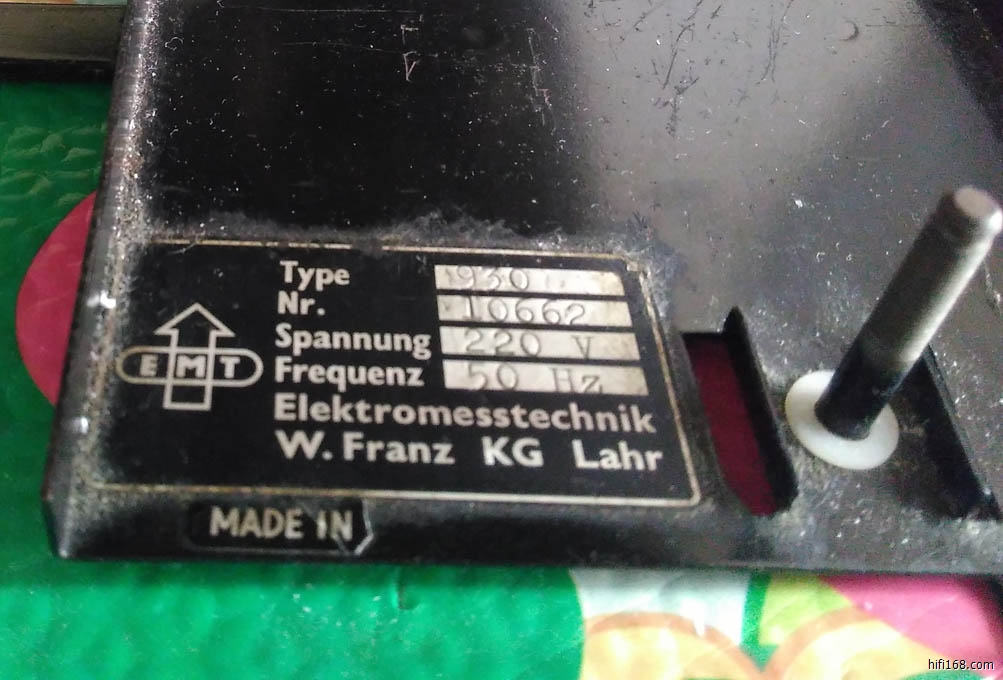 Type 930
Nr. 10662
Spannung 220 V
Frequenz 50 Hz
EMT
Elektromesstechnik
W. Franz KG Lahr
MADE IN
hifi168.com